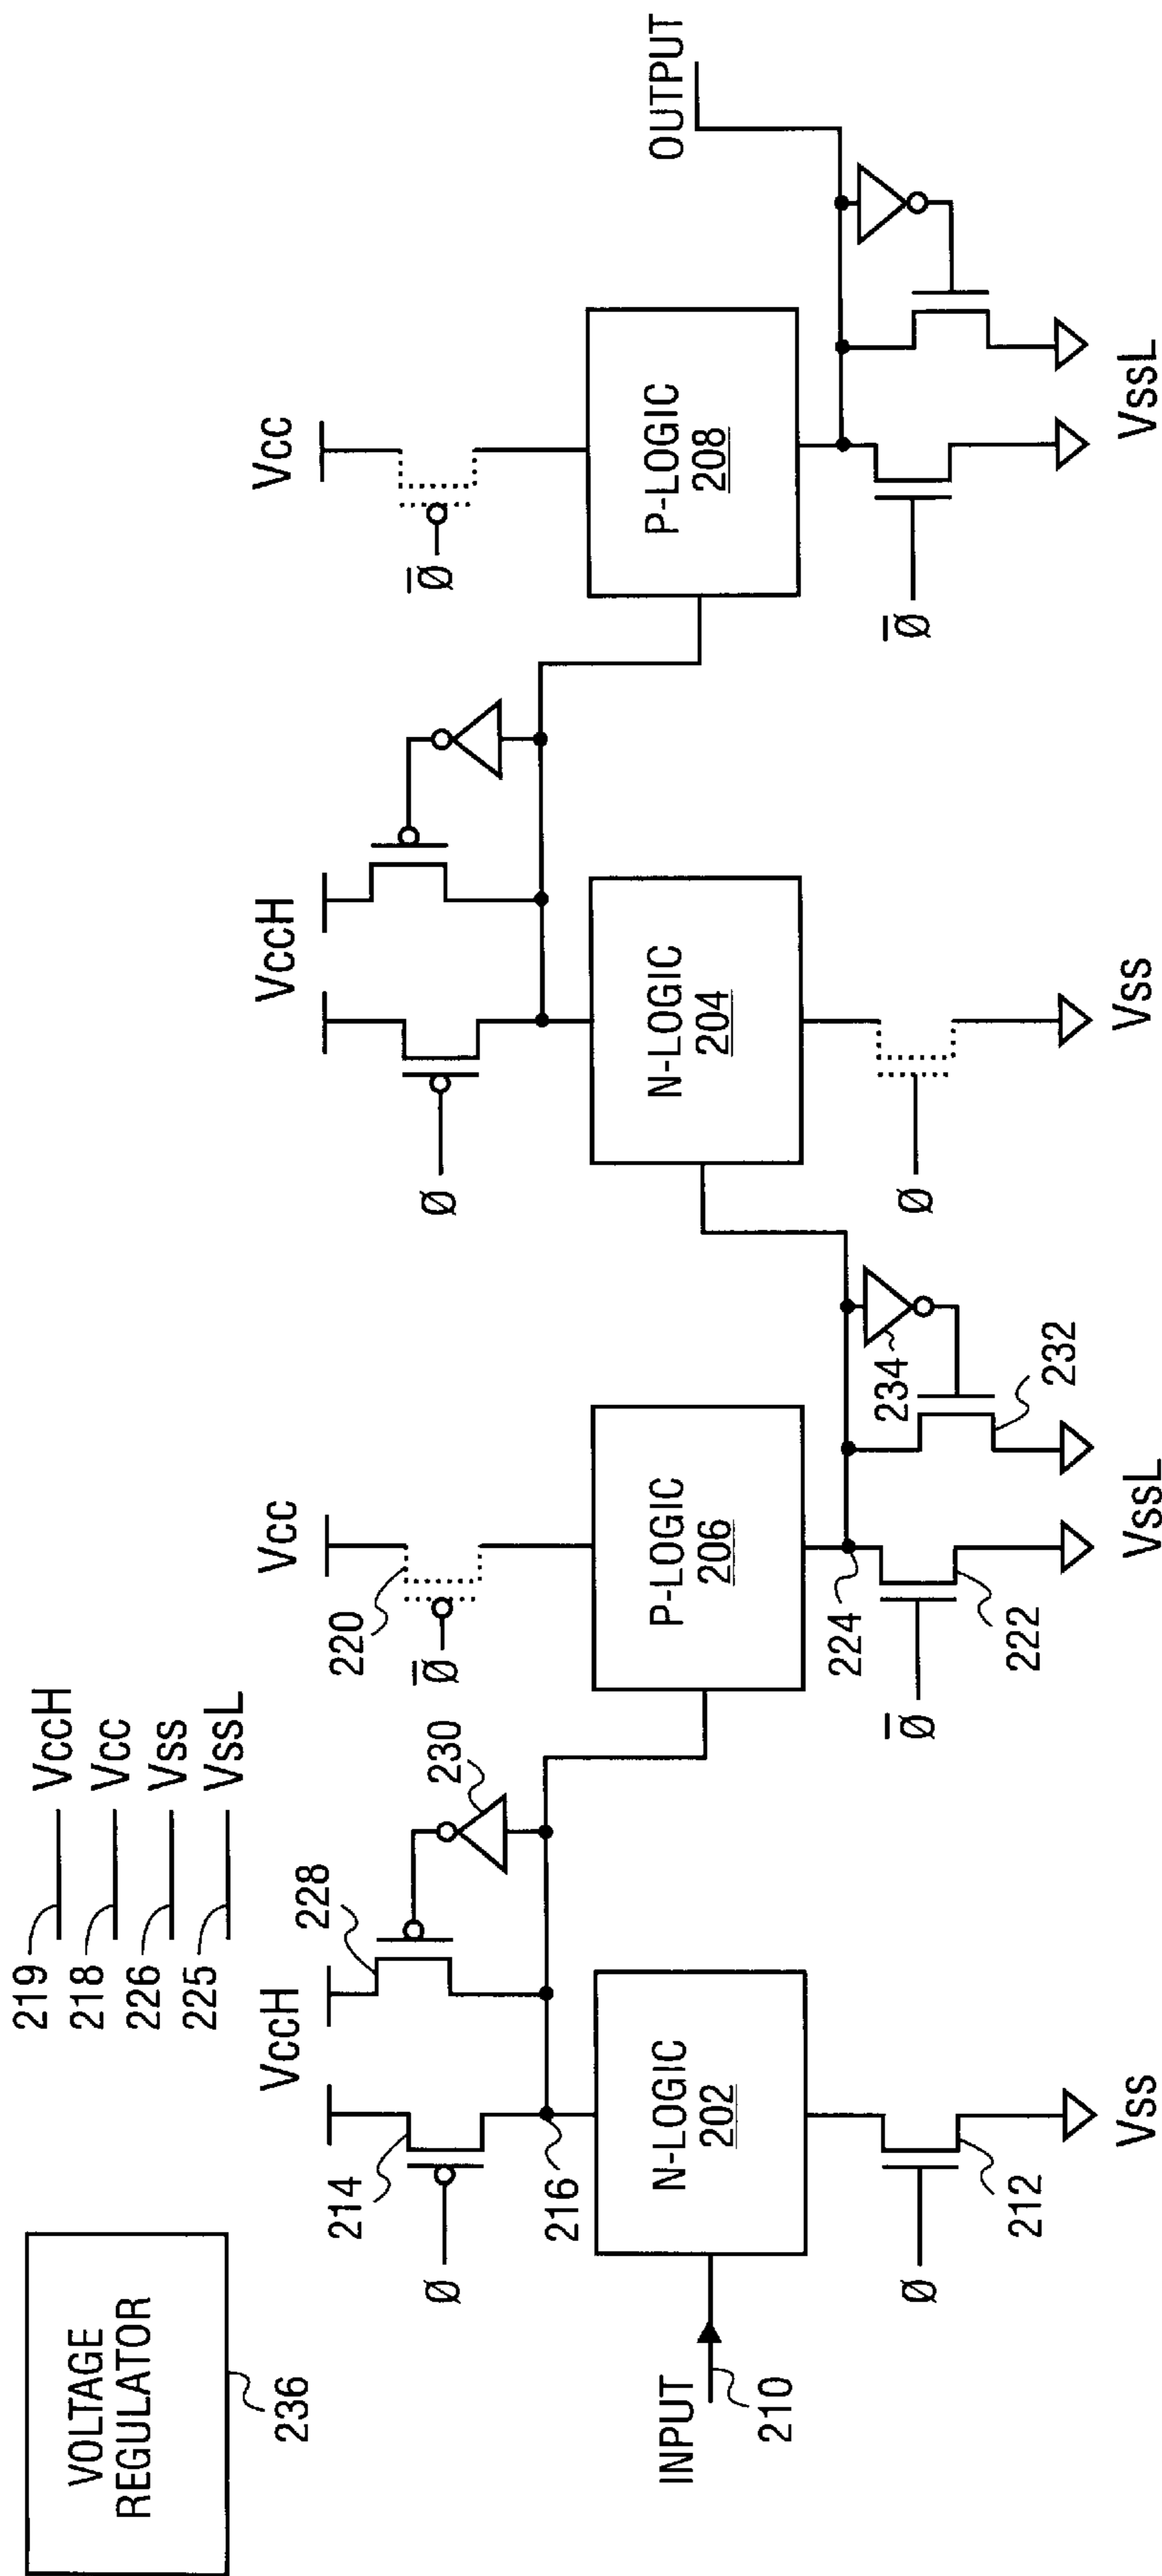 VOLTAGE
REGULATOR
236
219 VccH
218 Vcc
226 Vss
225 VssL
INPUT
210
Ø
214
VccH
228
230
216
N-LOGIC
202
Ø
212
Vss
Vcc
220
Ø̅
P-LOGIC
206
224
Ø̅
222
234
232
VssL
Ø
VccH
N-LOGIC
204
Ø
Vss
Vcc
Ø̅
P-LOGIC
208
Ø̅
VssL
OUTPUT